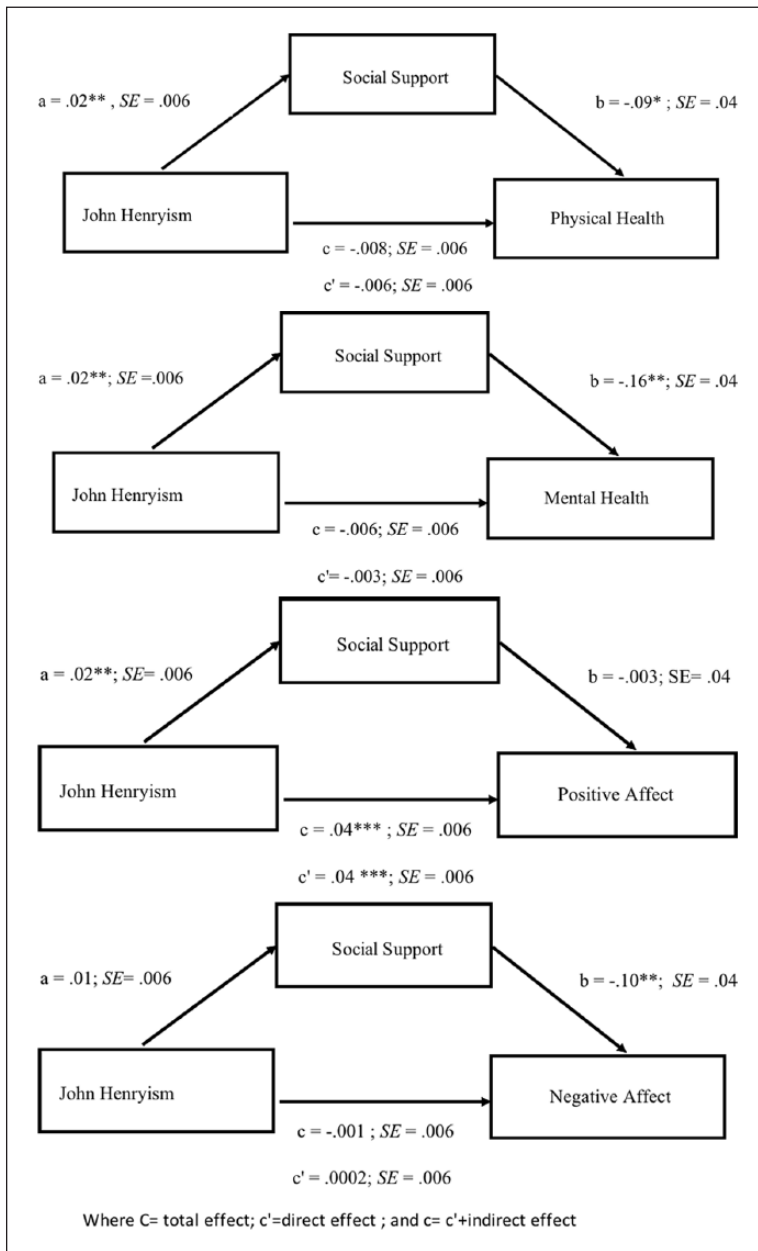 Social Support
a = .02** , SE = .006
b = -.09* ; SE = .04
John Henryism
Physical Health
c = -.008; SE = .006
c' = -.006; SE = .006
Social Support
a = .02**; SE =.006
b = -.16**; SE = .04
John Henryism
Mental Health
c = -.006; SE = .006
c'= -.003; SE = .006
Social Support
a = .02**; SE= .006
b = -.003; SE= .04
John Henryism
Positive Affect
c = .04*** ; SE = .006
c' = .04 ***; SE = .006
Social Support
a = .01; SE= .006
b = -.10**; SE = .04
John Henryism
Negative Affect
c = -.001 ; SE = .006
c' = .0002; SE = .006
Where C= total effect; c'=direct effect ; and c= c'+indirect effect